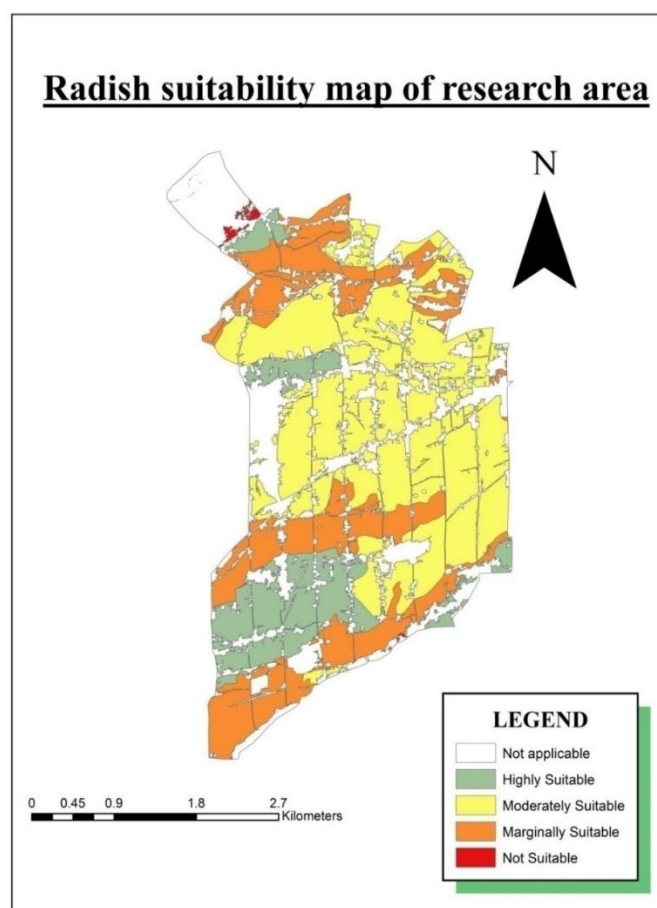 Radish suitability map of research area
N
LEGEND
Not applicable
Highly Suitable
Moderately Suitable
Marginally Suitable
Not Suitable
0 0.45 0.9 1.8 2.7
Kilometers